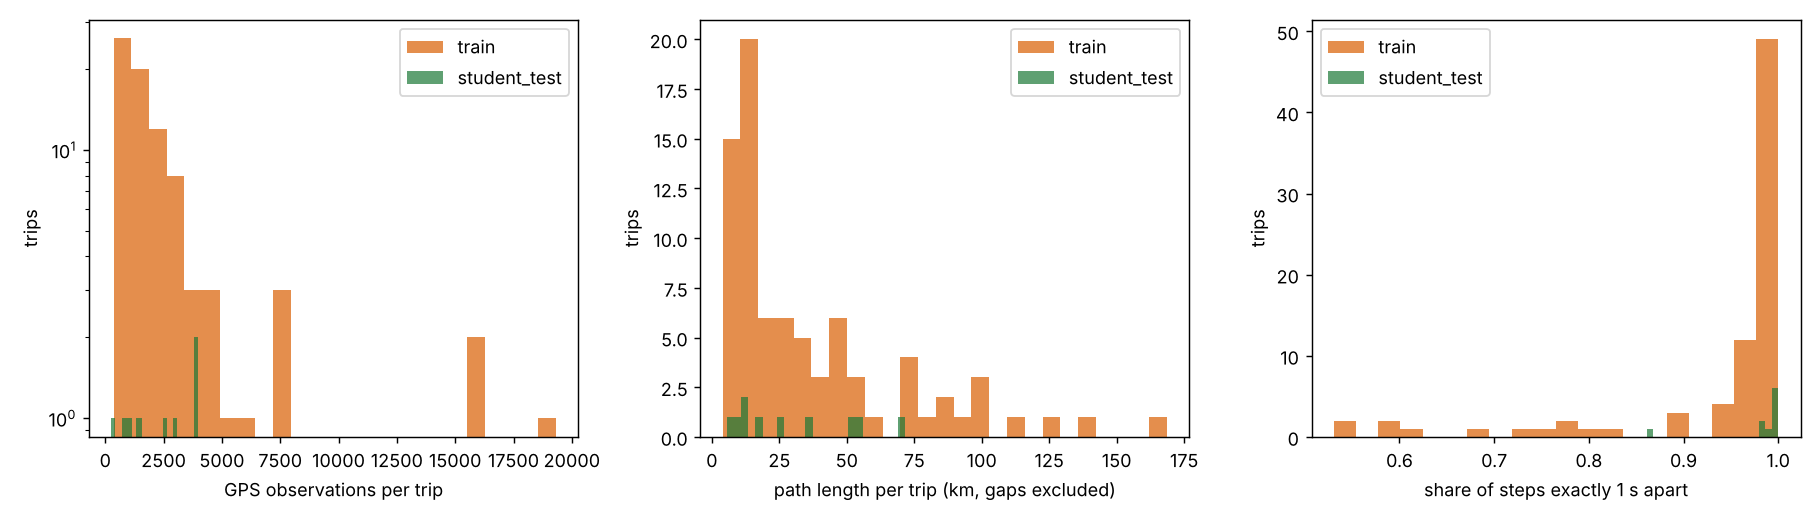 train
student_test
trips
10¹
10⁰
0 2500 5000 7500 10000 12500 15000 17500 20000
GPS observations per trip
train
student_test
trips
20.0
17.5
15.0
12.5
10.0
7.5
5.0
2.5
0.0
0 25 50 75 100 125 150 175
path length per trip (km, gaps excluded)
train
student_test
trips
50
40
30
20
10
0
0.6 0.7 0.8 0.9 1.0
share of steps exactly 1 s apart